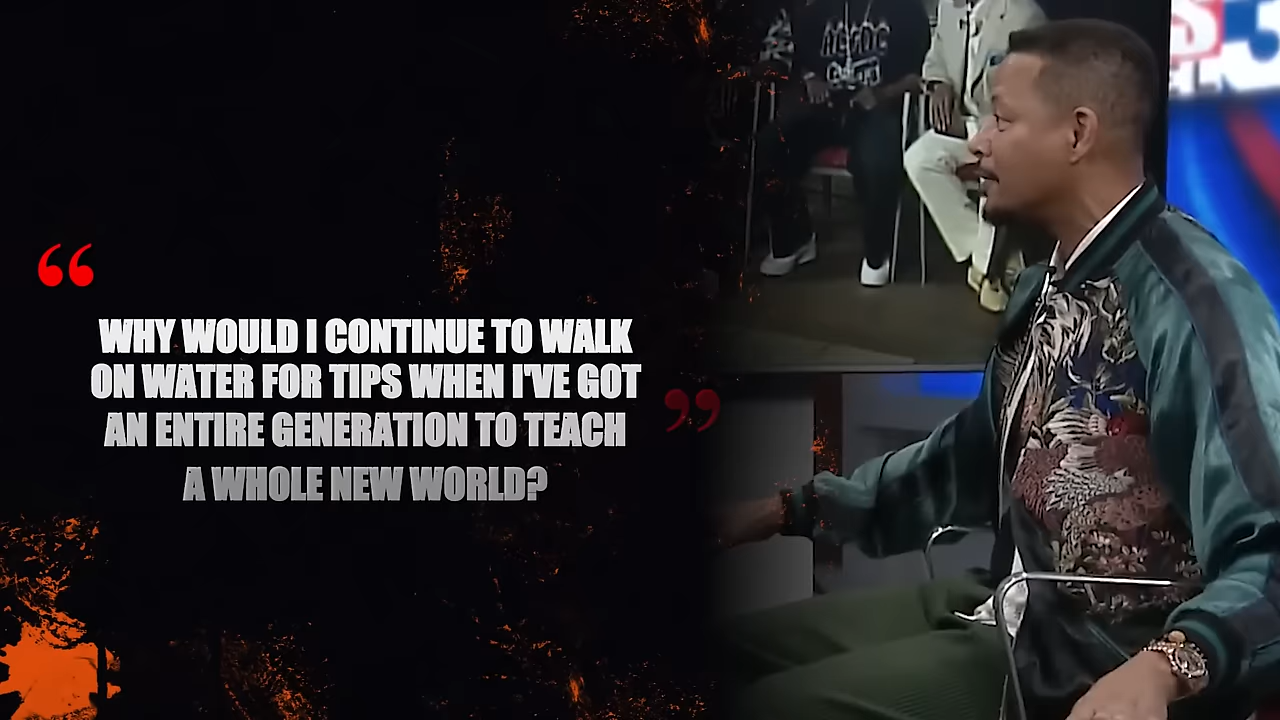 “
WHY WOULD I CONTINUE TO WALK
ON WATER FOR TIPS WHEN I'VE GOT
AN ENTIRE GENERATION TO TEACH
A WHOLE NEW WORLD?
”